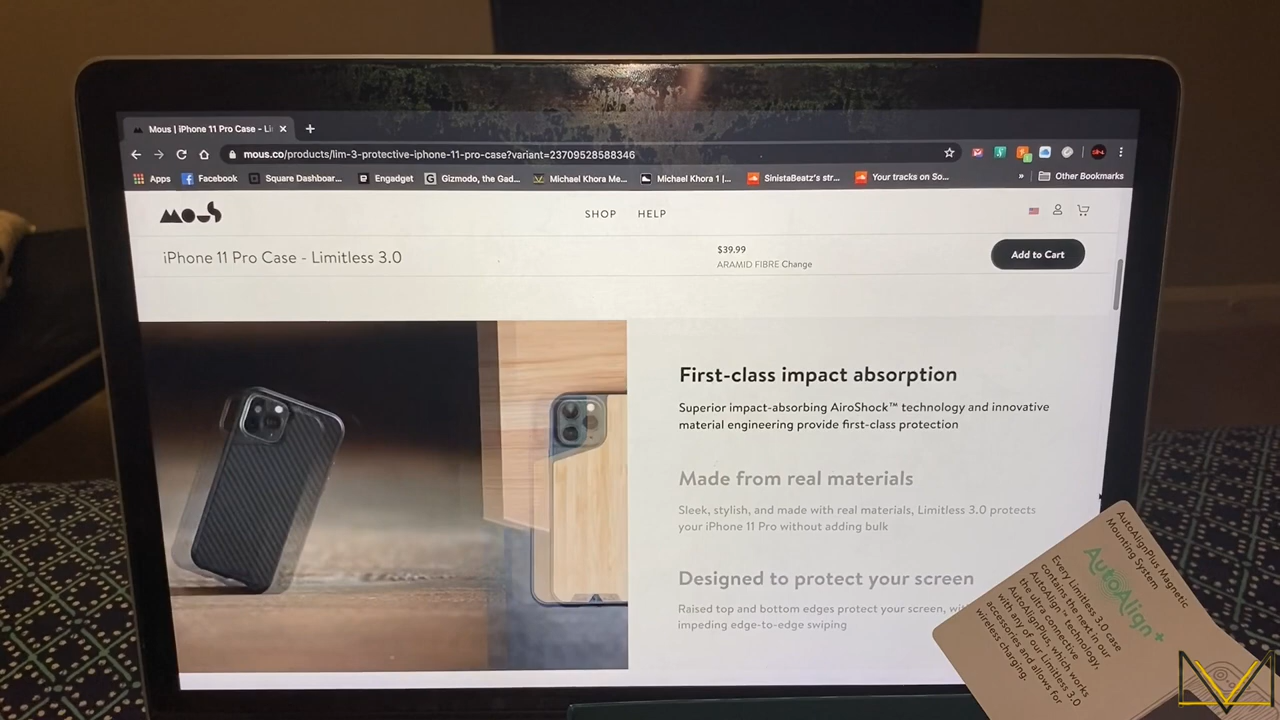 Mous | iPhone 11 Pro Case - Li
mous.co/products/lim-3-protective-iphone-11-pro-case?variant=23709528588346
Apps Facebook Square Dashboar... Engadget Gizmodo, the Gad... Michael Khora Me... Michael Khora 1 |... SinistaBeatz's str... Your tracks on So... » Other Bookmarks
MOUS SHOP HELP
iPhone 11 Pro Case - Limitless 3.0
$39.99
ARAMID FIBRE Change
Add to Cart
First-class impact absorption
Superior impact-absorbing AiroShock™ technology and innovative
material engineering provide first-class protection
Made from real materials
Sleek, stylish, and made with real materials, Limitless 3.0 protects
your iPhone 11 Pro without adding bulk
Designed to protect your screen
Raised top and bottom edges protect your screen,
impeding edge-to-edge swiping
AutoAlignPlus Magnetic
Mounting System
AutoAlign+
Every Limitless 3.0 case
contains the next in our
the ultra connective
AutoAlign™ technology,
AutoAlignPlus, which works
with any of our Limitless 3.0
accessories and allows for
wireless charging.